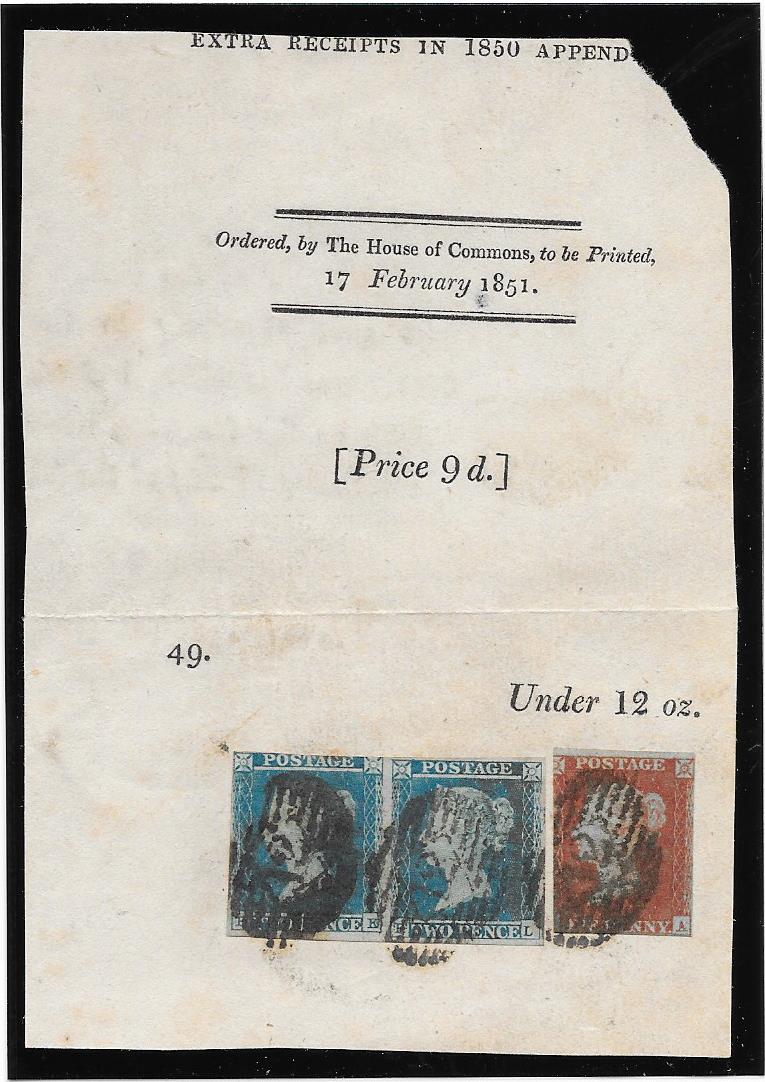 EXTRA RECEIPTS IN 1850 APPEND
Ordered, by The House of Commons, to be Printed,
17 February 1851.
[Price 9 d.]
49.
Under 12 oz.
POSTAGE POSTAGE POSTAGE
K TWO PENCE L A